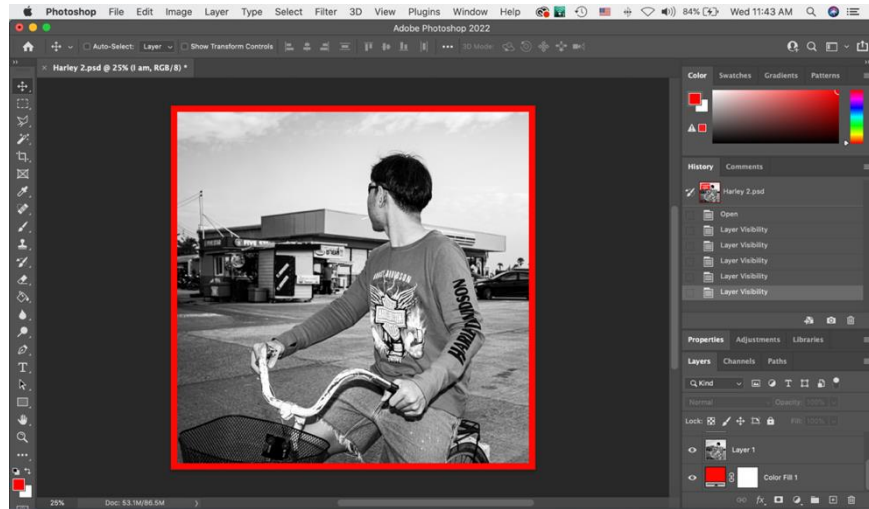 Photoshop File Edit Image Layer Type Select Filter 3D View Plugins Window Help 84% Wed 11:43 AM
Adobe Photoshop 2022
Auto-Select: Layer Show Transform Controls 3D Mode:
Harley 2.psd @ 25% (I am, RGB/8) *
Color Swatches Gradients Patterns
History Comments
Harley 2.psd
Open
Layer Visibility
Layer Visibility
Layer Visibility
Layer Visibility
Layer Visibility
FIVE
HARLEY-DAVIDSON
Properties Adjustments Libraries
Layers Channels Paths
Kind
Normal Opacity: 100%
Lock: Fill: 100%
Layer 1
Color Fill 1
25% Doc: 53.1M/86.5M